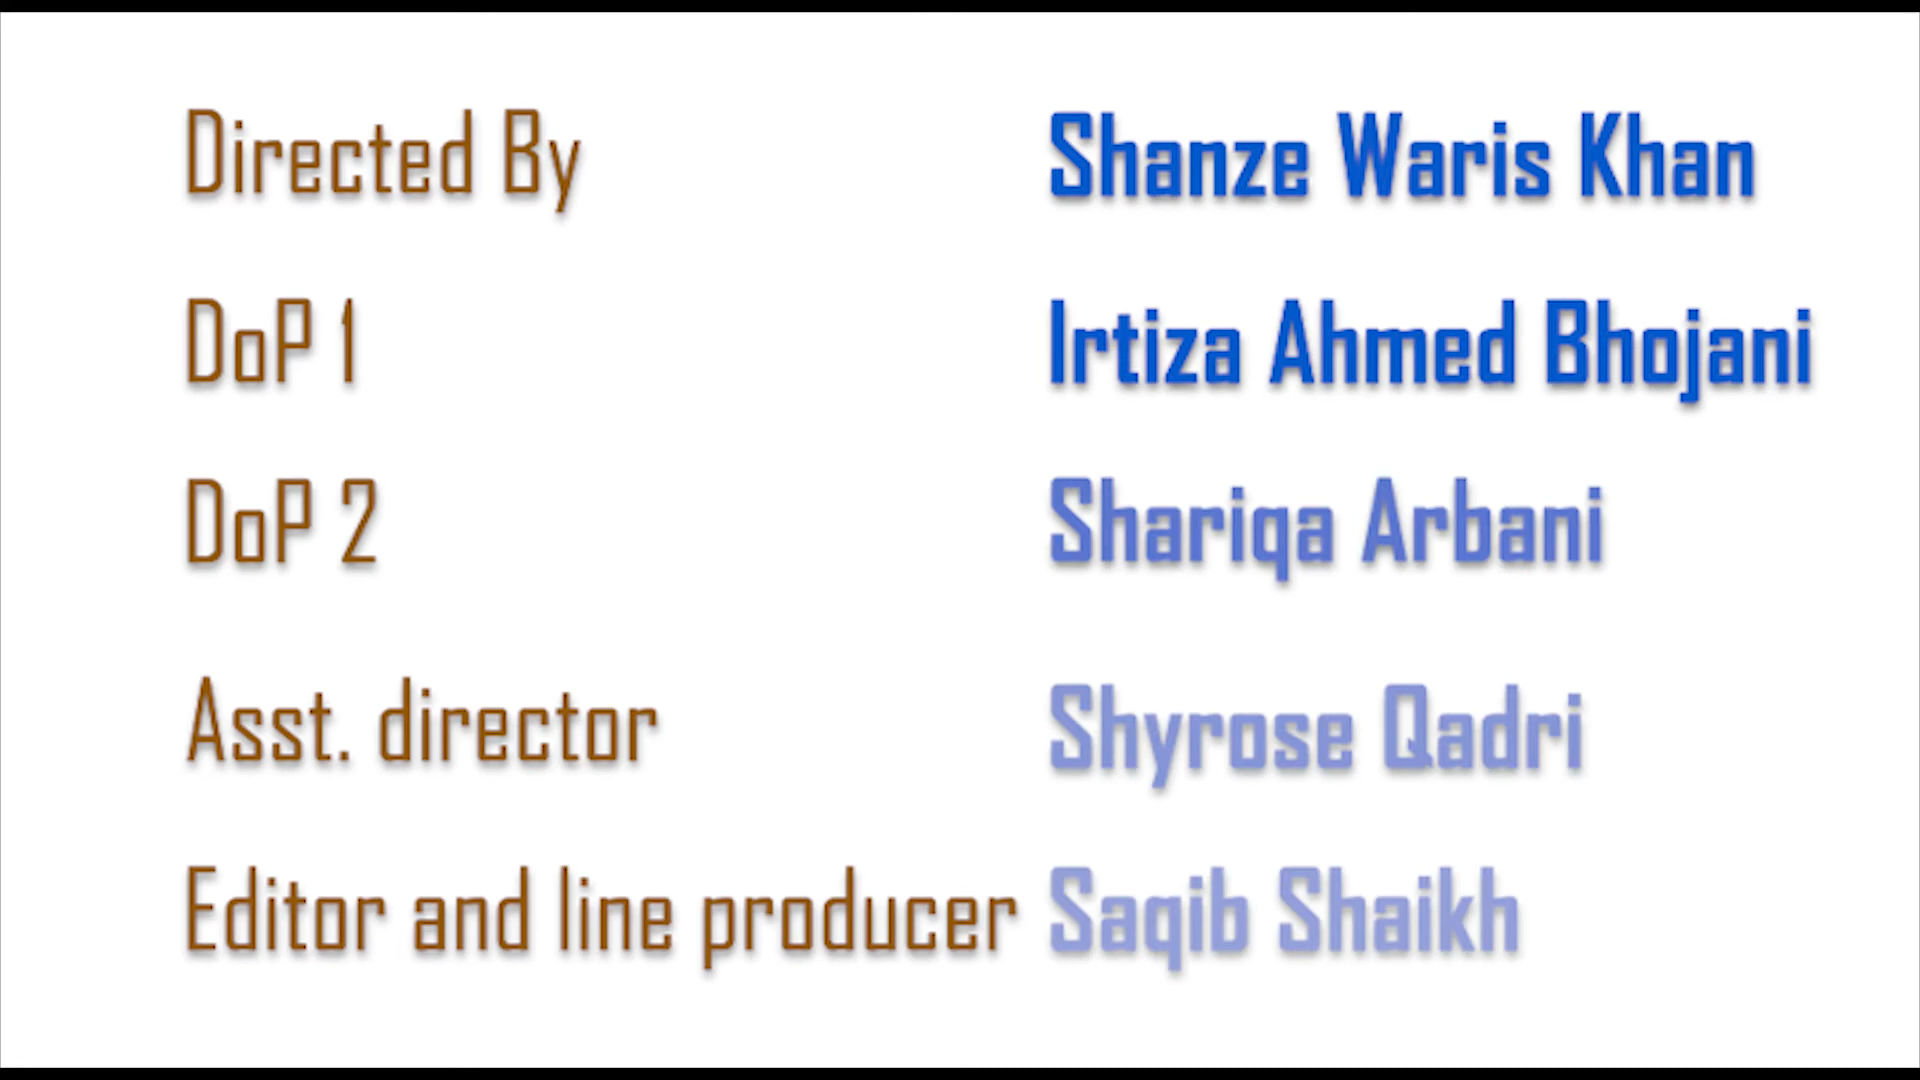 Directed By Shanze Waris Khan
DoP 1 Irtiza Ahmed Bhojani
DoP 2 Shariqa Arbani
Asst. director Shyrose Qadri
Editor and line producer Saqib Shaikh